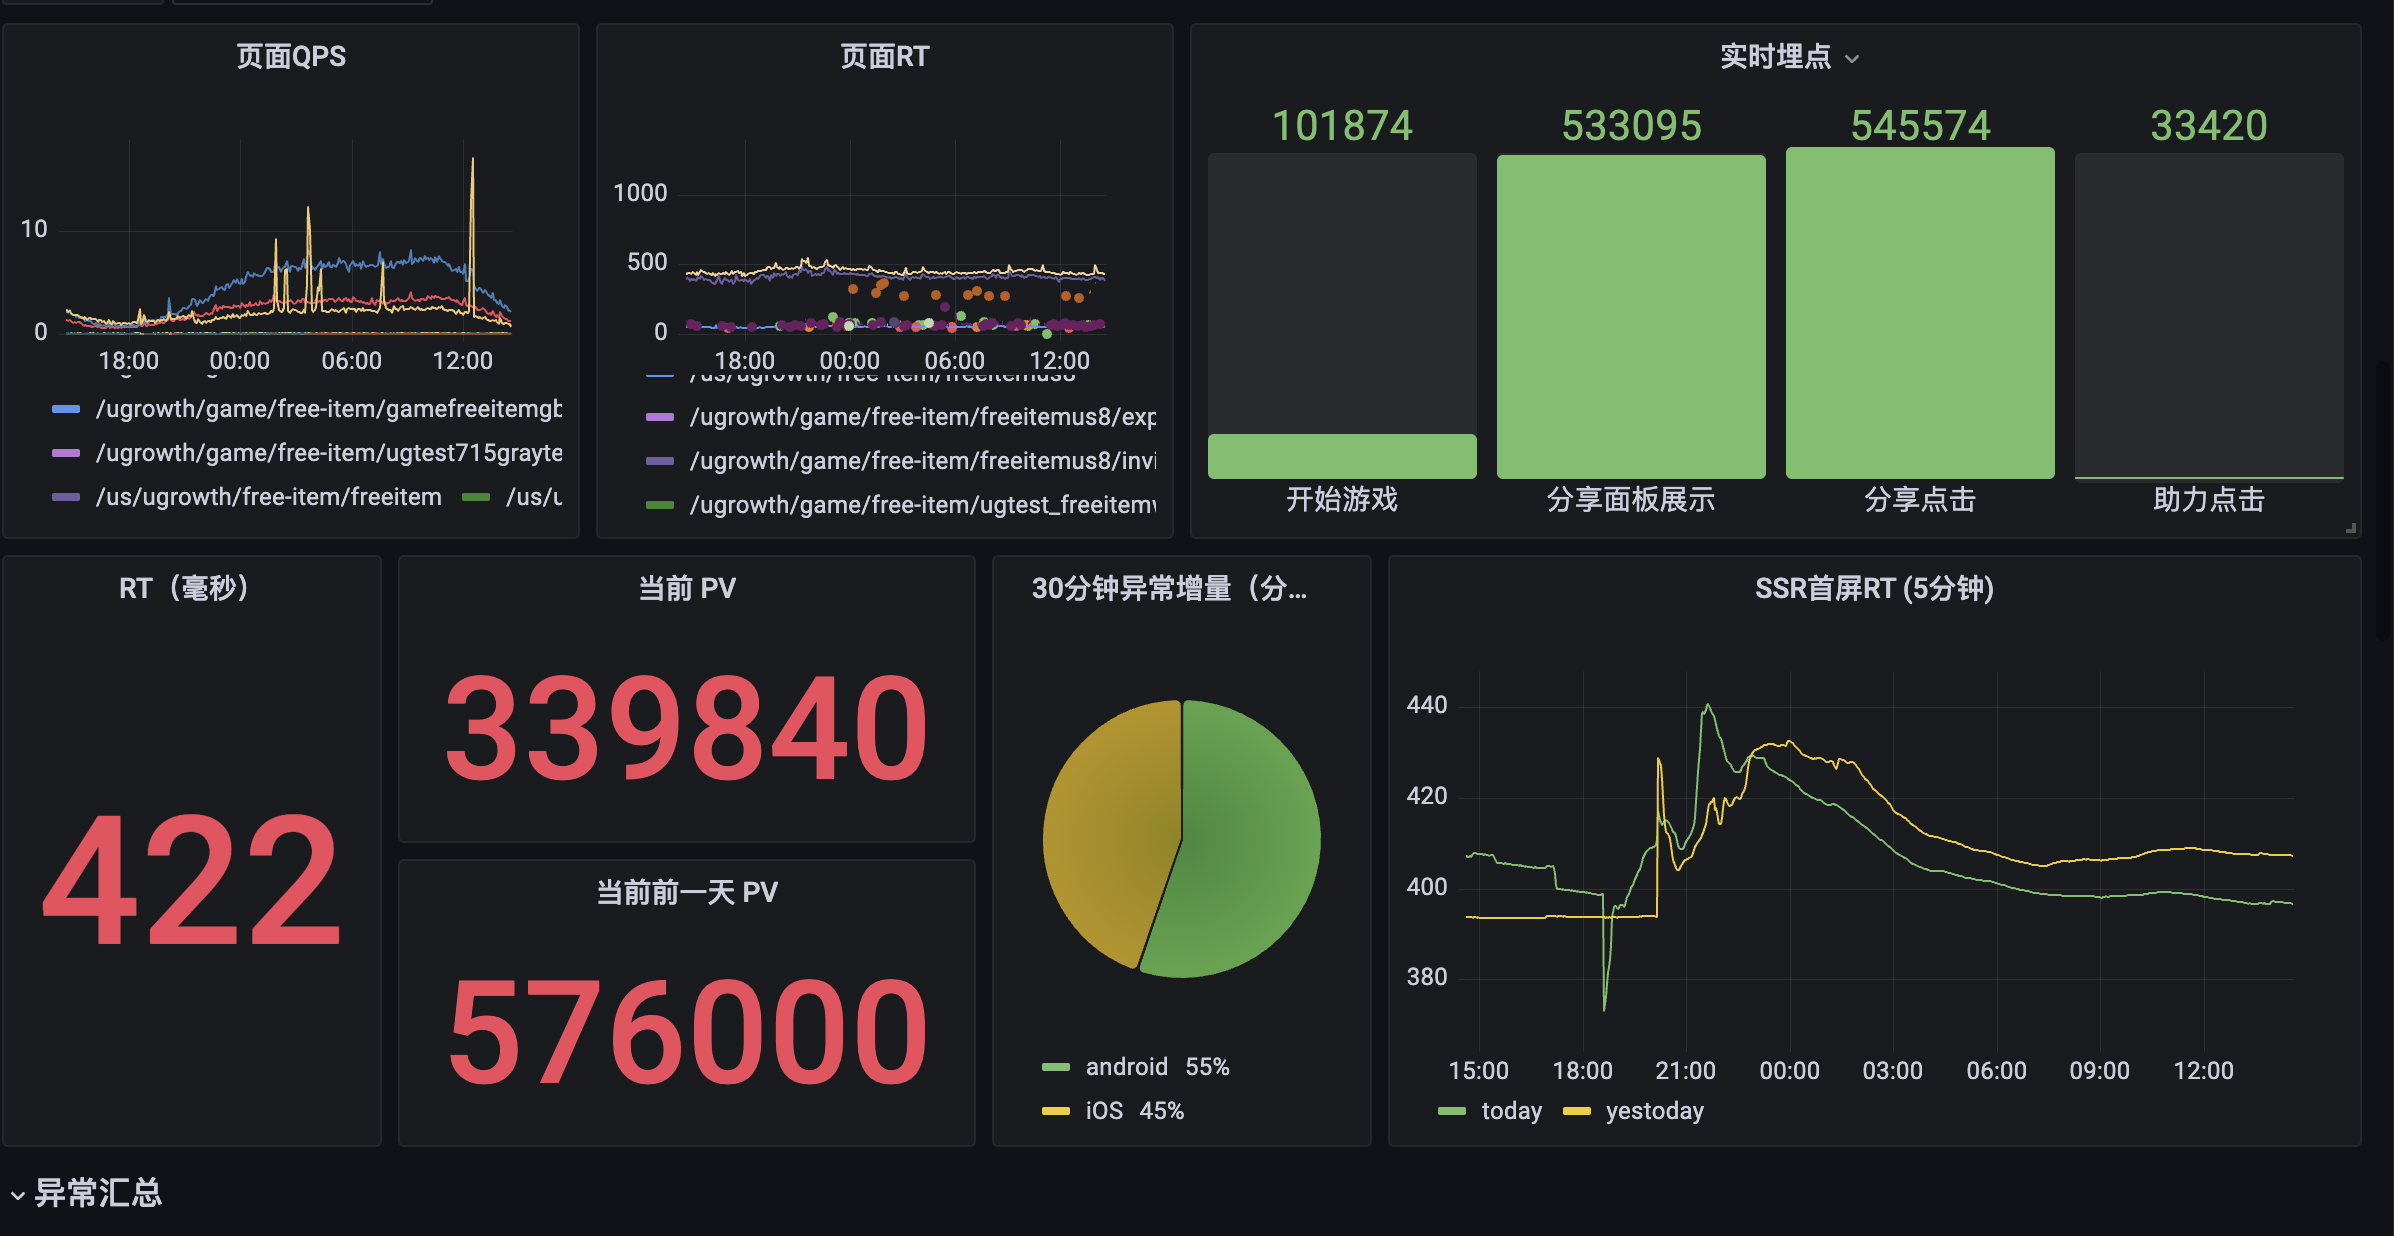 页面QPS
10
0
18:00 00:00 06:00 12:00
/ugrowth/game/free-item/gamefreeitemgb
/ugrowth/game/free-item/ugtest715grayte
/us/ugrowth/free-item/freeitem /us/u
页面RT
1000
500
0
18:00 00:00 06:00 12:00
/us/ugrowth/free-item/freeitemus8
/ugrowth/game/free-item/freeitemus8/exp
/ugrowth/game/free-item/freeitemus8/invi
/ugrowth/game/free-item/ugtest_freeitem
实时埋点
101874 533095 545574 33420
开始游戏 分享面板展示 分享点击 助力点击
RT（毫秒）
422
当前 PV
339840
当前前一天 PV
576000
30分钟异常增量（分...
android 55%
iOS 45%
SSR首屏RT (5分钟)
440
420
400
380
15:00 18:00 21:00 00:00 03:00 06:00 09:00 12:00
today yestoday
异常汇总